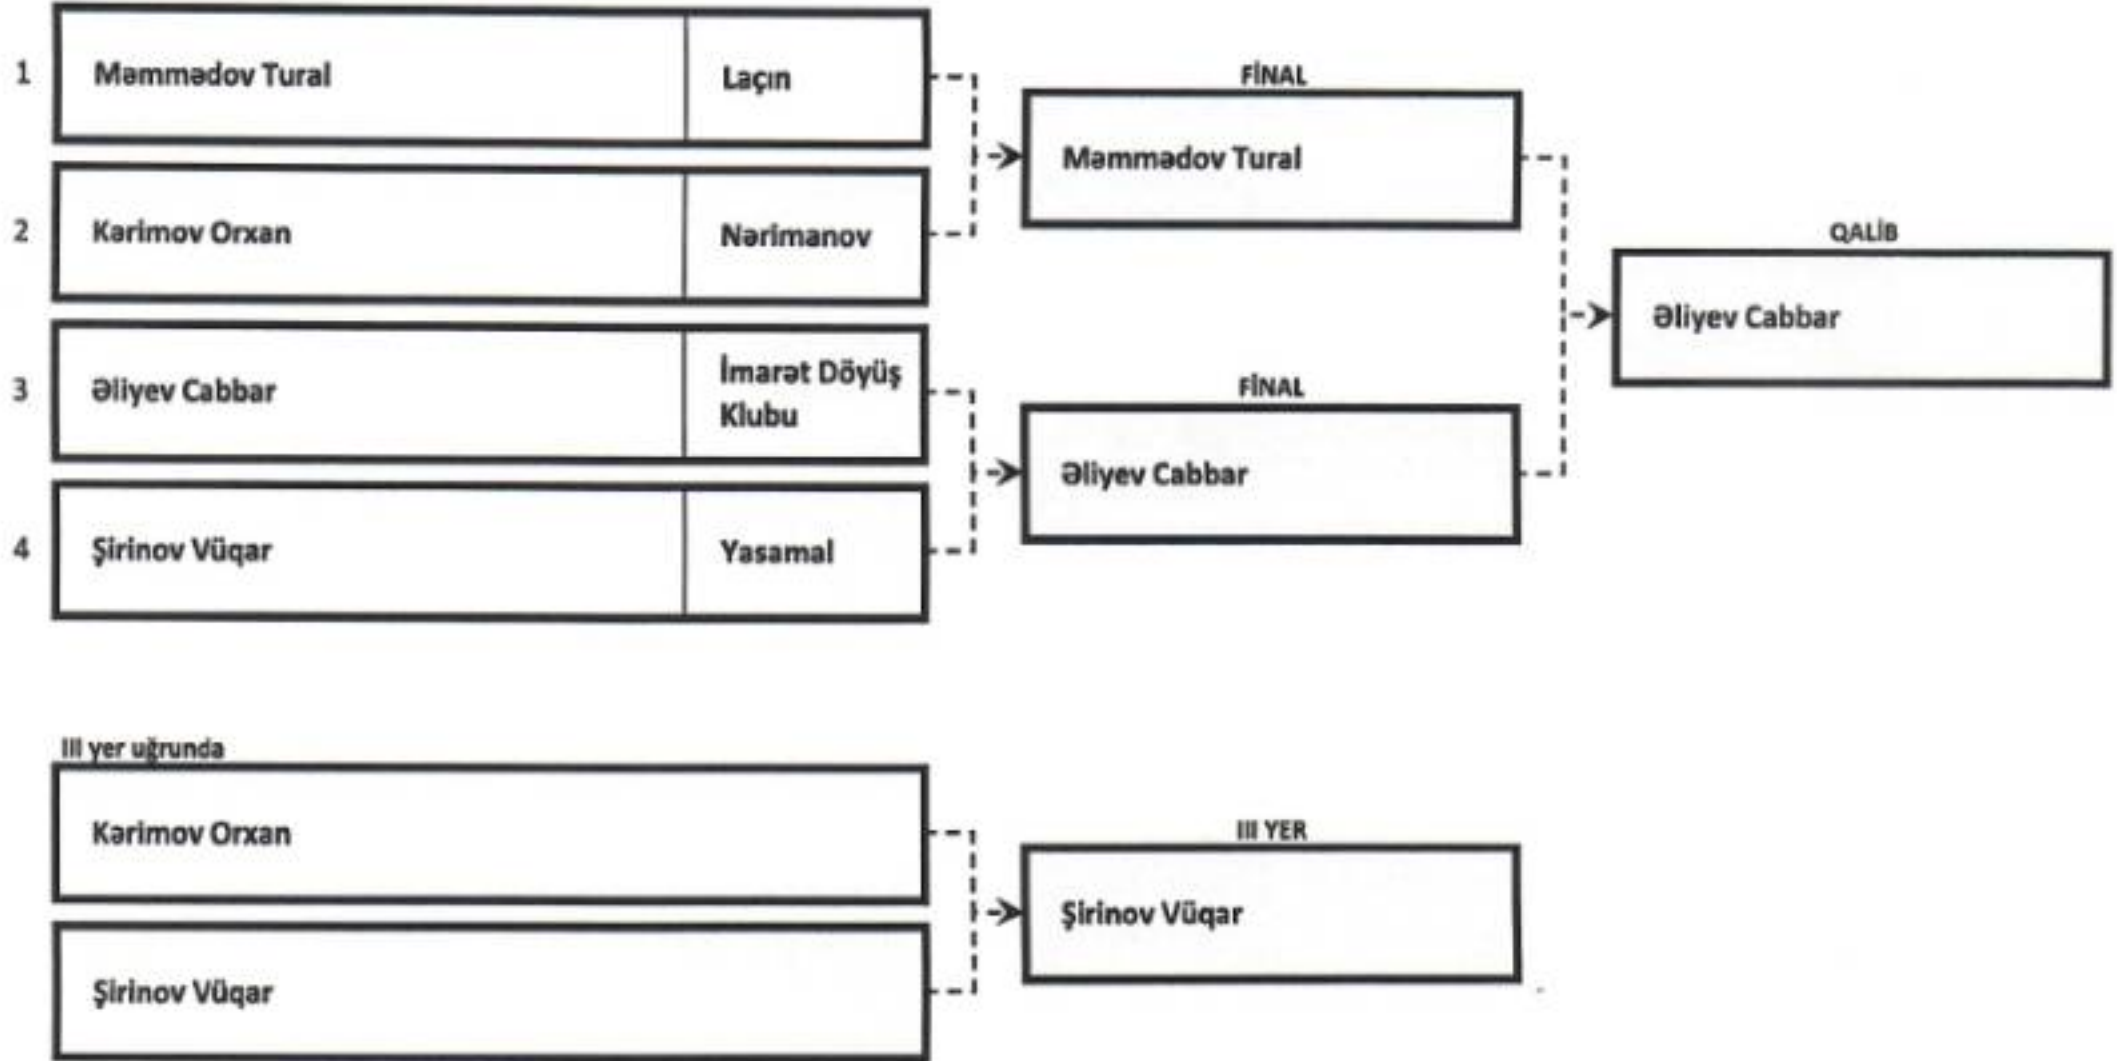 1 Məmmədov Tural Laçın
2 Kərimov Orxan Nərimanov
3 Əliyev Cabbar İmarət Döyüş
Klubu
4 Şirinov Vüqar Yasamal
FİNAL
Məmmədov Tural
FİNAL
Əliyev Cabbar
QALİB
Əliyev Cabbar
III yer uğrunda
Kərimov Orxan
Şirinov Vüqar
III YER
Şirinov Vüqar